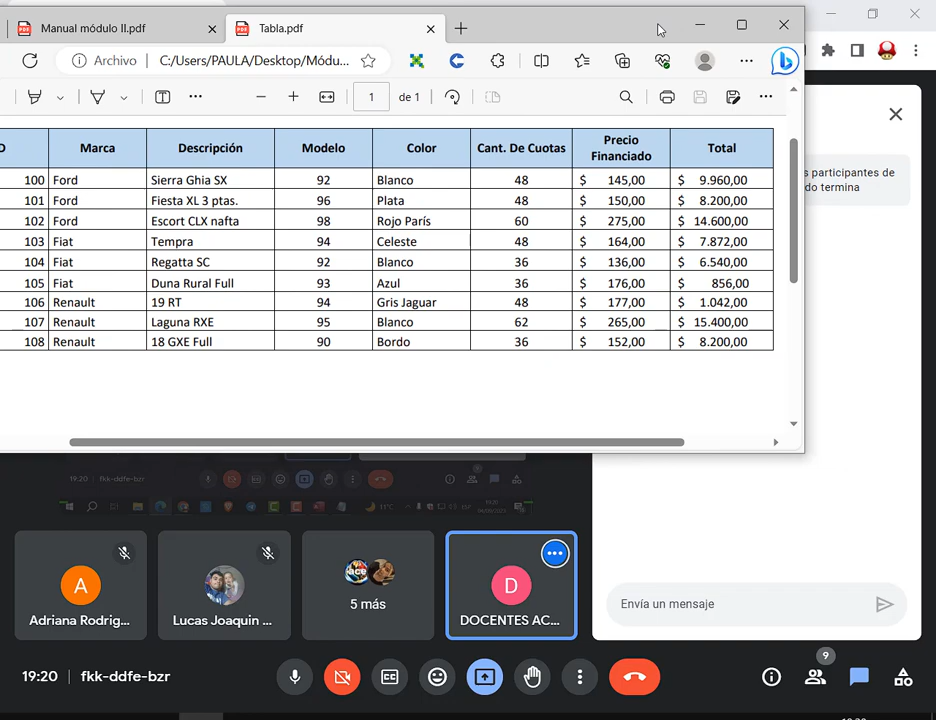 Manual módulo II.pdf
Tabla.pdf
Archivo
C:/Users/PAULA/Desktop/Módu...
1 de 1
D Marca Descripción Modelo Color Cant. De Cuotas Precio Financiado Total
100 Ford Sierra Ghia SX 92 Blanco 48 $ 145,00 $ 9.960,00
101 Ford Fiesta XL 3 ptas. 96 Plata 48 $ 150,00 $ 8.200,00
102 Ford Escort CLX nafta 98 Rojo París 60 $ 275,00 $ 14.600,00
103 Fiat Tempra 94 Celeste 48 $ 164,00 $ 7.872,00
104 Fiat Regatta SC 92 Blanco 36 $ 136,00 $ 6.540,00
105 Fiat Duna Rural Full 93 Azul 36 $ 176,00 $ 856,00
106 Renault 19 RT 94 Gris Jaguar 48 $ 177,00 $ 1.042,00
107 Renault Laguna RXE 95 Blanco 62 $ 265,00 $ 15.400,00
108 Renault 18 GXE Full 90 Bordo 36 $ 152,00 $ 8.200,00
s participantes de
do termina
19:20 | fkk-ddfe-bzr
A
Adriana Rodrig...
Lucas Joaquin ...
ace
5 más
D
DOCENTES AC...
Envía un mensaje
19:20 | fkk-ddfe-bzr
9